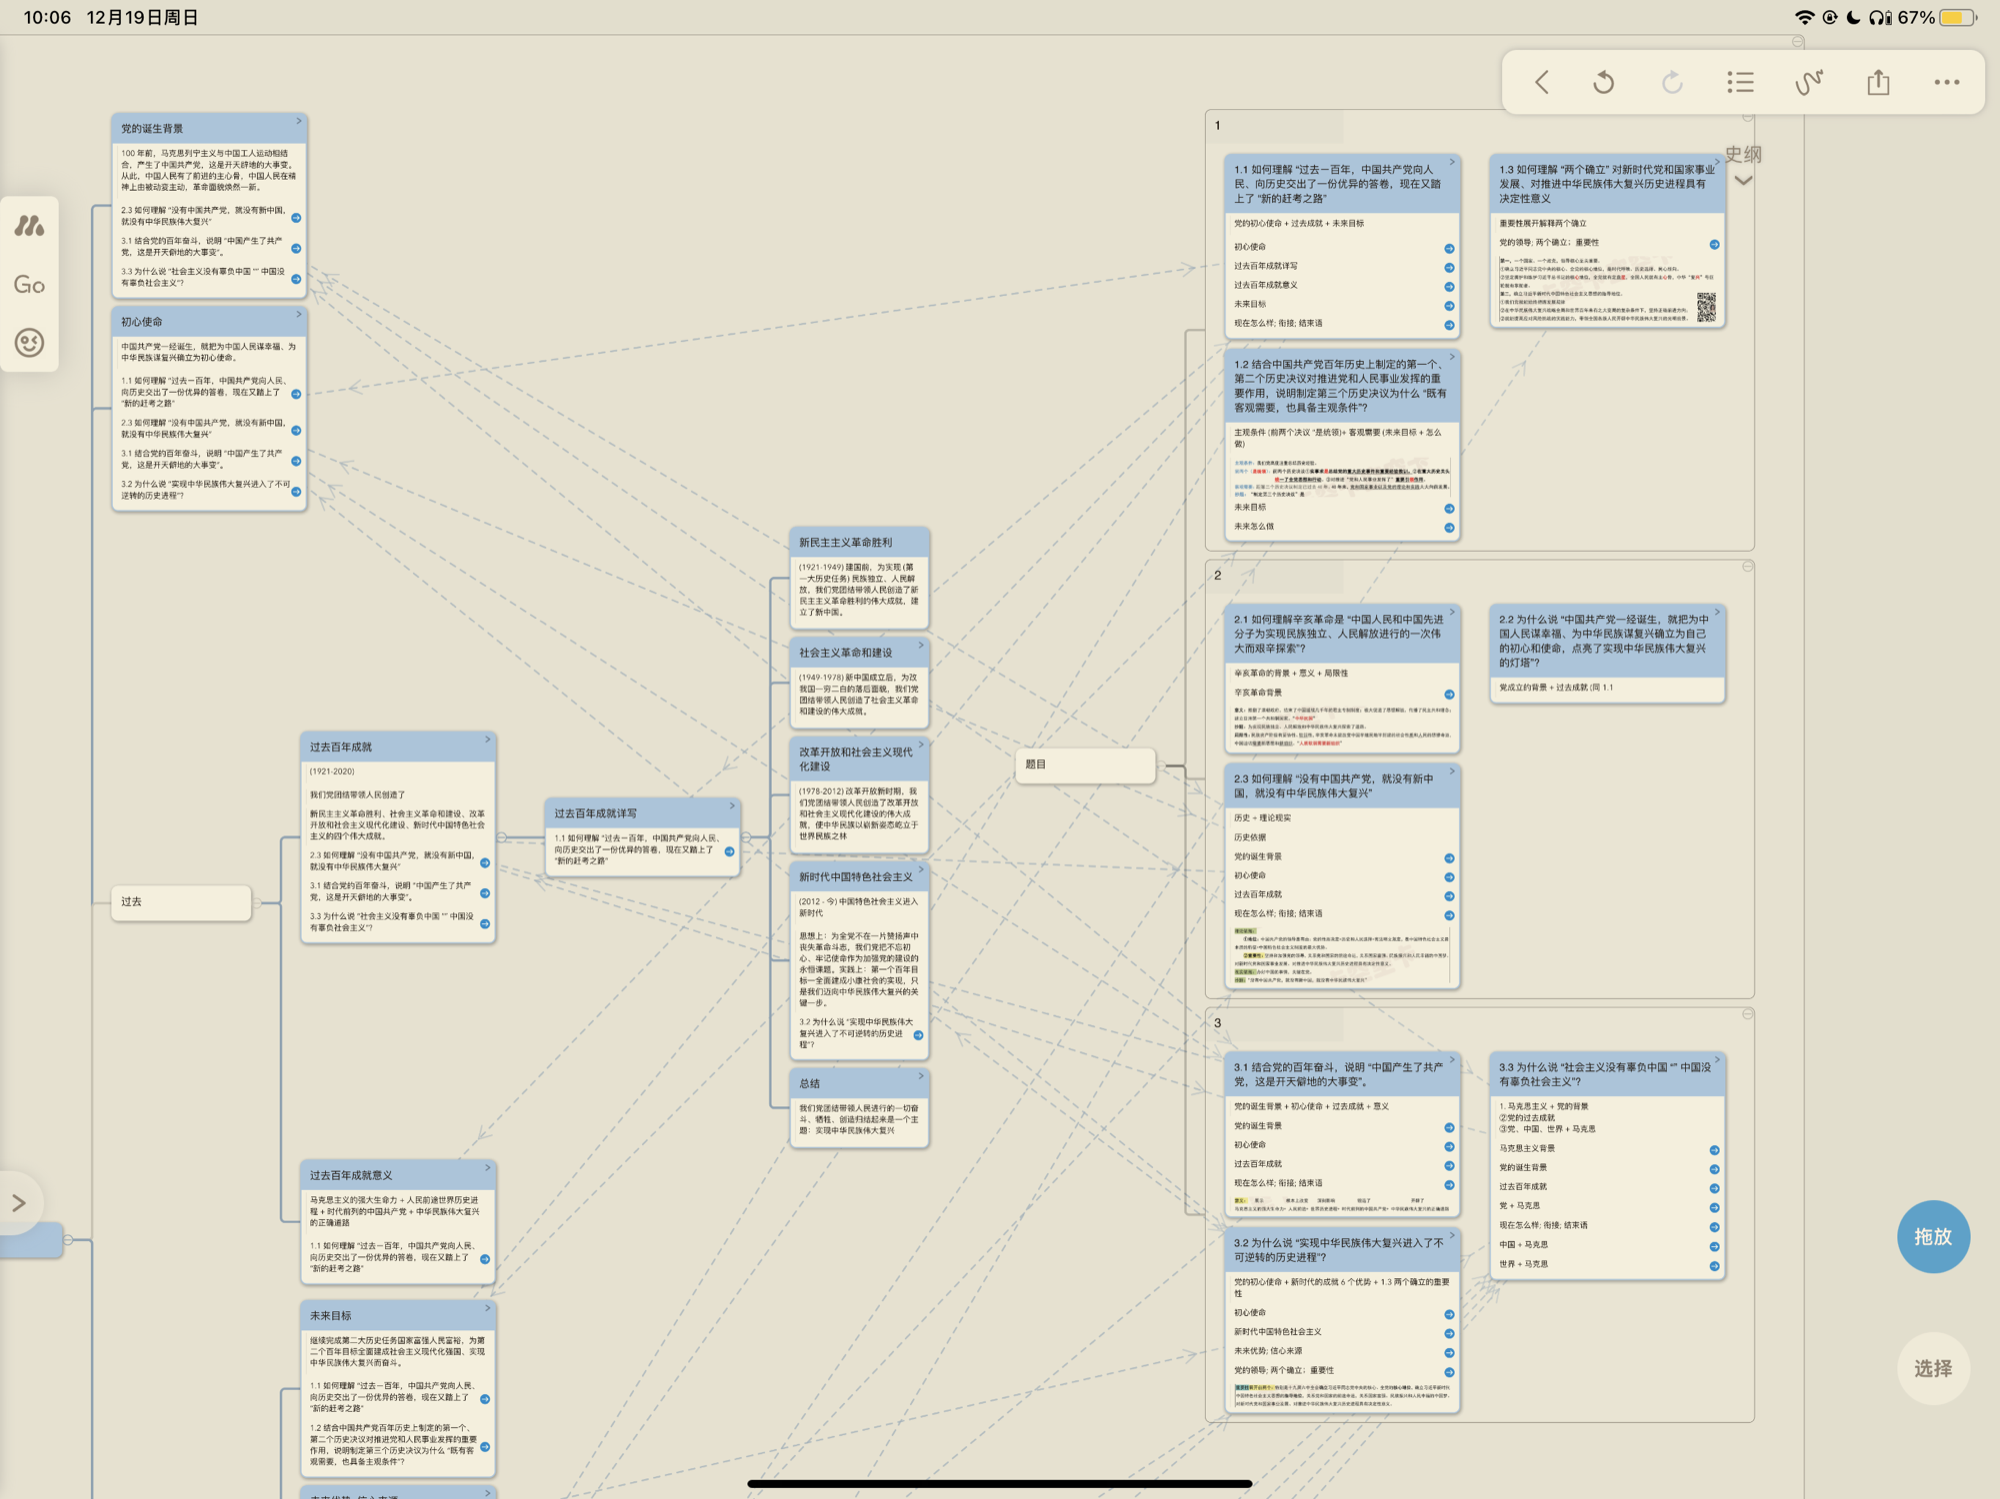 10:06 12月19日周日
67%
史纲
Go
拖放
选择
党的诞生背景
100 年前，马克思列宁主义与中国工人运动相结
合，产生了中国共产党，这是开天辟地的大事变。
从此，中国人民有了前进的主心骨，中国人民在精
神上由被动变主动，革命面貌焕然一新。
2.3 如何理解 “没有中国共产党，就没有新中国，
就没有中华民族伟大复兴”
3.1 结合党的百年奋斗，说明 “中国产生了共产
党，这是开天僻地的大事变”。
3.3 为什么说 “社会主义没有辜负中国 “” 中国没
有辜负社会主义”？
初心使命
中国共产党一经诞生，就把为中国人民谋幸福、为
中华民族谋复兴确立为初心使命。
1.1 如何理解 “过去一百年，中国共产党向人民、
向历史交出了一份优异的答卷，现在又踏上了
“新的赶考之路”
2.3 如何理解 “没有中国共产党，就没有新中国，
就没有中华民族伟大复兴”
3.1 结合党的百年奋斗，说明 “中国产生了共产
党，这是开天僻地的大事变”。
3.2 为什么说 “实现中华民族伟大复兴进入了不可
逆转的历史进程”？
过去
过去百年成就
(1921-2020)
我们党团结带领人民创造了
新民主主义革命胜利、社会主义革命和建设、改革
开放和社会主义现代化建设、新时代中国特色社会
主义的四个伟大成就。
2.3 如何理解 “没有中国共产党，就没有新中国，
就没有中华民族伟大复兴”
3.1 结合党的百年奋斗，说明 “中国产生了共产
党，这是开天僻地的大事变”。
3.3 为什么说 “社会主义没有辜负中国 “” 中国没
有辜负社会主义”？
过去百年成就详写
1.1 如何理解 “过去一百年，中国共产党向人民、
向历史交出了一份优异的答卷，现在又踏上了
“新的赶考之路”
过去百年成就意义
马克思主义的强大生命力 + 人民前途世界历史进
程 + 时代前列的中国共产党 + 中华民族伟大复兴
的正确道路
1.1 如何理解 “过去一百年，中国共产党向人民、
向历史交出了一份优异的答卷，现在又踏上了
“新的赶考之路”
未来目标
继续完成第二大历史任务国家富强人民富裕，为第
二个百年目标全面建成社会主义现代化强国、实现
中华民族伟大复兴而奋斗。
1.1 如何理解 “过去一百年，中国共产党向人民、
向历史交出了一份优异的答卷，现在又踏上了
“新的赶考之路”
1.2 结合中国共产党百年历史上制定的第一个、
第二个历史决议对推进党和人民事业发挥的重要
作用，说明制定第三个历史决议为什么 “既有客
观需要，也具备主观条件”？
新民主主义革命胜利
(1921-1949) 建国前，为实现 (第
一大历史任务) 民族独立、人民解
放，我们党团结带领人民创造了新
民主主义革命胜利的伟大成就，建
立了新中国。
社会主义革命和建设
(1949-1978) 新中国成立后，为改
我国一穷二白的落后面貌，我们党
团结带领人民创造了社会主义革命
和建设的伟大成就。
改革开放和社会主义现代
化建设
(1978-2012) 改革开放新时期，我
们党团结带领人民创造了改革开放
和社会主义现代化建设的伟大成
就，使中华民族以崭新姿态屹立于
世界民族之林
新时代中国特色社会主义
(2012 - 今) 中国特色社会主义进入
新时代
思想上：为全党不在一片赞扬声中
丧失革命斗志，我们党把不忘初
心、牢记使命作为加强党的建设的
永恒课题。实践上：第一个百年目
标一全面建成小康社会的实现，只
是我们迈向中华民族伟大复兴的关
键一步。
3.2 为什么说 “实现中华民族伟大
复兴进入了不可逆转的历史进
程”？
总结
我们党团结带领人民进行的一切奋
斗、牺牲、创造归结起来是一个主
题：实现中华民族伟大复兴
题目
1
1.1 如何理解 “过去一百年，中国共产党向人
民、向历史交出了一份优异的答卷，现在又踏
上了 “新的赶考之路”
党的初心使命 + 过去成就 + 未来目标
初心使命
过去百年成就详写
过去百年成就意义
未来目标
现在怎么样；衔接；结束语
1.3 如何理解 “两个确立” 对新时代党和国家事业
发展、对推进中华民族伟大复兴历史进程具有
决定性意义
重要性展开解释两个确立
党的领导；两个确立；重要性
1.2 结合中国共产党百年历史上制定的第一个、
第二个历史决议对推进党和人民事业发挥的重
要作用，说明制定第三个历史决议为什么 “既有
客观需要，也具备主观条件”？
主观条件 (前两个决议 “是统领)+ 客观需要 (未来目标 + 怎么
做)
未来目标
未来怎么做
2
2.1 如何理解辛亥革命是 “中国人民和中国先进
分子为实现民族独立、人民解放进行的一次伟
大而艰辛探索”？
辛亥革命的背景 + 意义 + 局限性
辛亥革命背景
2.2 为什么说 “中国共产党一经诞生，就把为中
国人民谋幸福、为中华民族谋复兴确立为自己
的初心和使命，点亮了实现中华民族伟大复兴
的灯塔”？
党成立的背景 + 过去成就 (同 1.1
2.3 如何理解 “没有中国共产党，就没有新中
国，就没有中华民族伟大复兴”
历史 + 理论现实
历史依据
党的诞生背景
初心使命
过去百年成就
现在怎么样；衔接；结束语
3
3.1 结合党的百年奋斗，说明 “中国产生了共产
党，这是开天僻地的大事变”。
党的诞生背景 + 初心使命 + 过去成就 + 意义
党的诞生背景
初心使命
过去百年成就
现在怎么样；衔接；结束语
3.3 为什么说 “社会主义没有辜负中国 “” 中国没
有辜负社会主义”？
1. 马克思主义 + 党的背景
②党的过去成就
③党、中国、世界 + 马克思
马克思主义背景
党的诞生背景
过去百年成就
党 + 马克思
现在怎么样；衔接；结束语
中国 + 马克思
世界 + 马克思
3.2 为什么说 “实现中华民族伟大复兴进入了不
可逆转的历史进程”？
党的初心使命 + 新时代的成就 6 个优势 + 1.3 两个确立的重要
性
初心使命
新时代中国特色社会主义
未来优势；信心来源
党的领导；两个确立；重要性